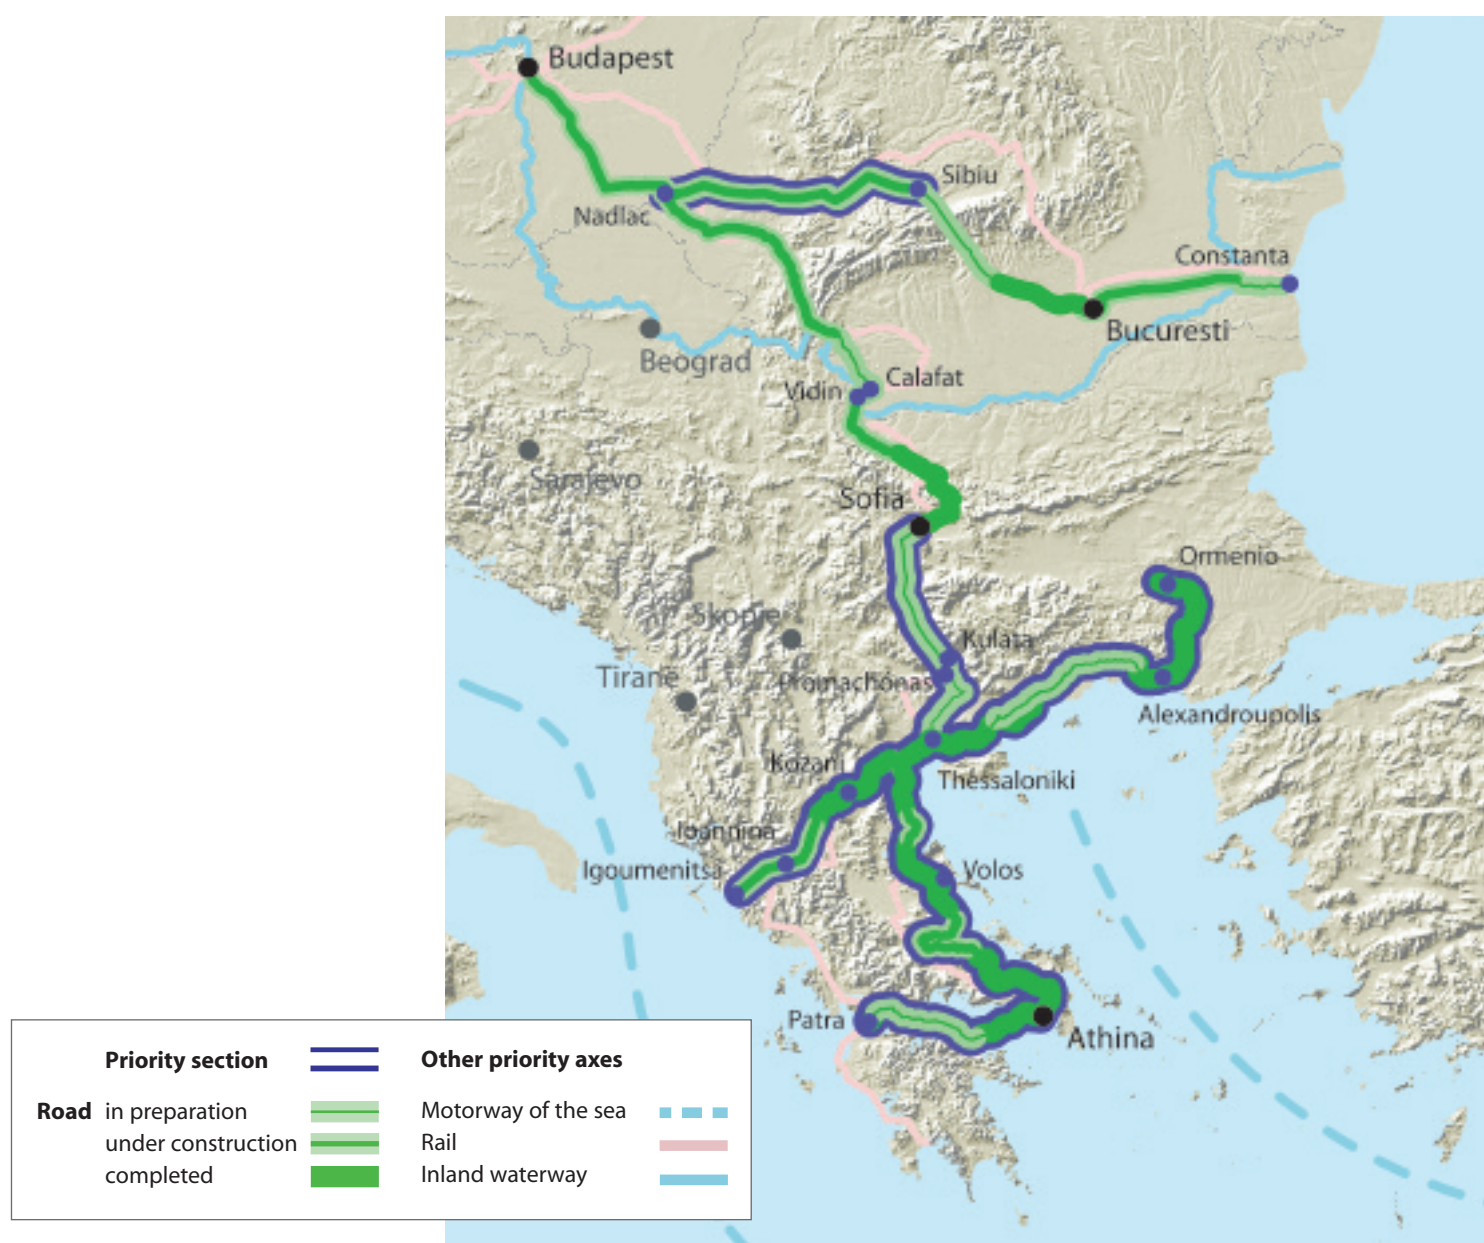 Budapest
Sibiu
Nadlac
Constanta
Bucuresti
Beograd
Calafat
Vidin
Sarajevo
Sofia
Ormenio
Skopje
Kulata
Tirane
Promachonas
Alexandroupolis
Kozani
Thessaloniki
Ioannina
Igoumenitsa
Volos
Patra
Athina
Priority section
Other priority axes
Road in preparation
Motorway of the sea
under construction
Rail
completed
Inland waterway